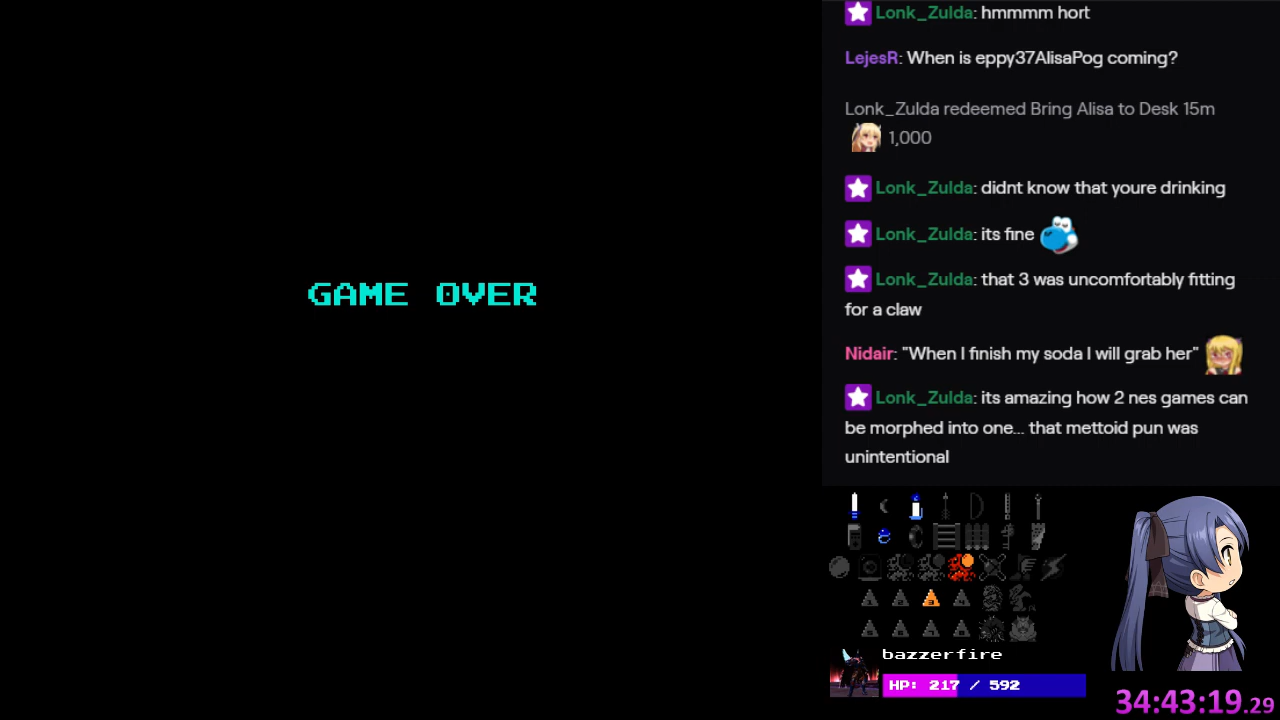 Lonk_Zulda: hmmmm hort
LejesR: When is eppy37AlisaPog coming?
Lonk_Zulda redeemed Bring Alisa to Desk 15m
1,000
Lonk_Zulda: didnt know that youre drinking
Lonk_Zulda: its fine
Lonk_Zulda: that 3 was uncomfortably fitting
for a claw
GAME OVER
Nidair: "When I finish my soda I will grab her"
Lonk_Zulda: its amazing how 2 nes games can
be morphed into one... that mettoid pun was
unintentional
bazzerfire
HP: 217 / 592
34:43:19.29